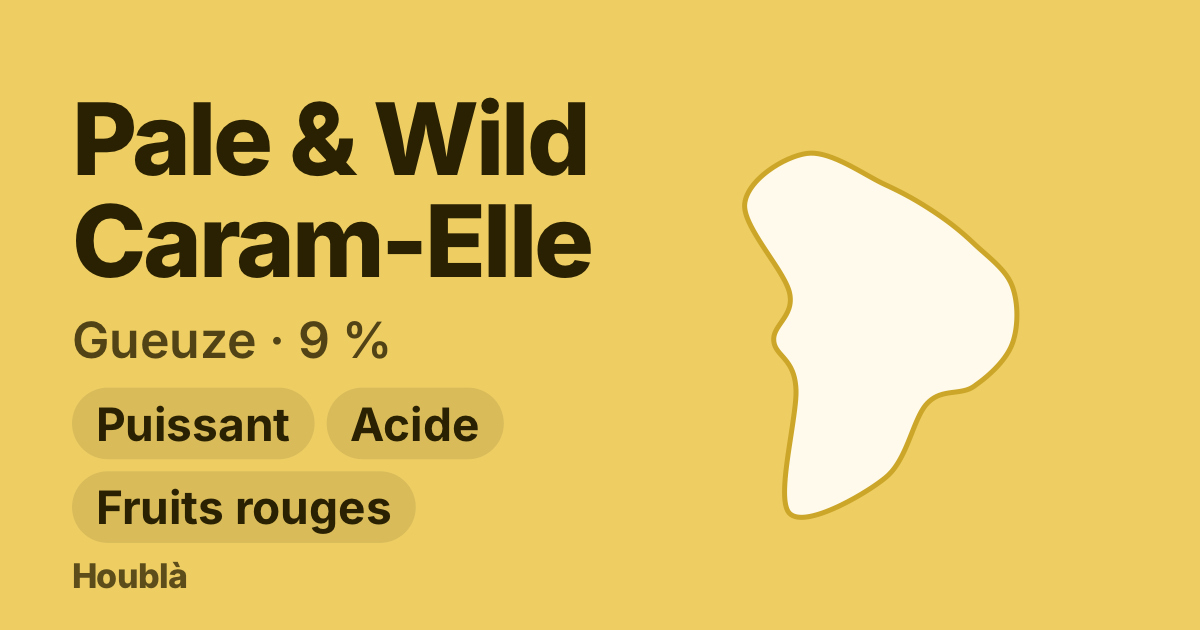 Pale & Wild
Caram-Elle
Gueuze · 9 %
Puissant Acide
Fruits rouges
Houblà